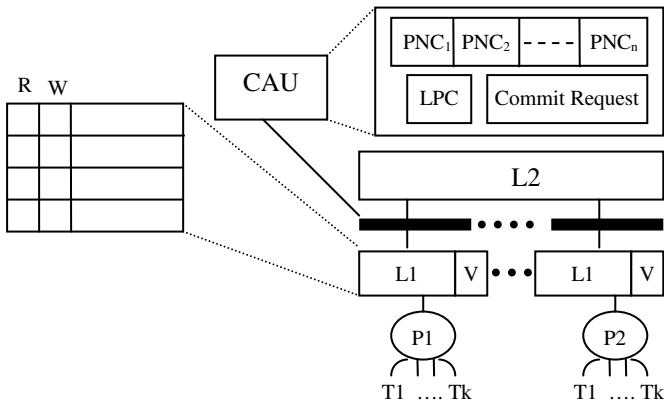 PNC1 PNC2 ---- PNCn
CAU
LPC Commit Request
R W
L2
L1 V L1 V
P1 P2
T1 .... Tk T1 .... Tk